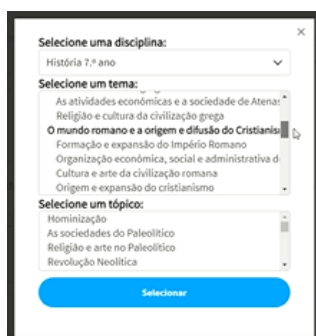 ×
Selecione uma disciplina:
História 7.º ano
Selecione um tema:
As atividades económicas e a sociedade de Atenas
Religião e cultura da civilização grega
O mundo romano e a origem e difusão do Cristianis
Formação e expansão do Império Romano
Organização económica, social e administrativa d
Cultura e arte da civilização romana
Origem e expansão do cristianismo
Selecione um tópico:
Hominização
As sociedades do Paleolítico
Religião e arte no Paleolítico
Revolução Neolítica
Selecionar